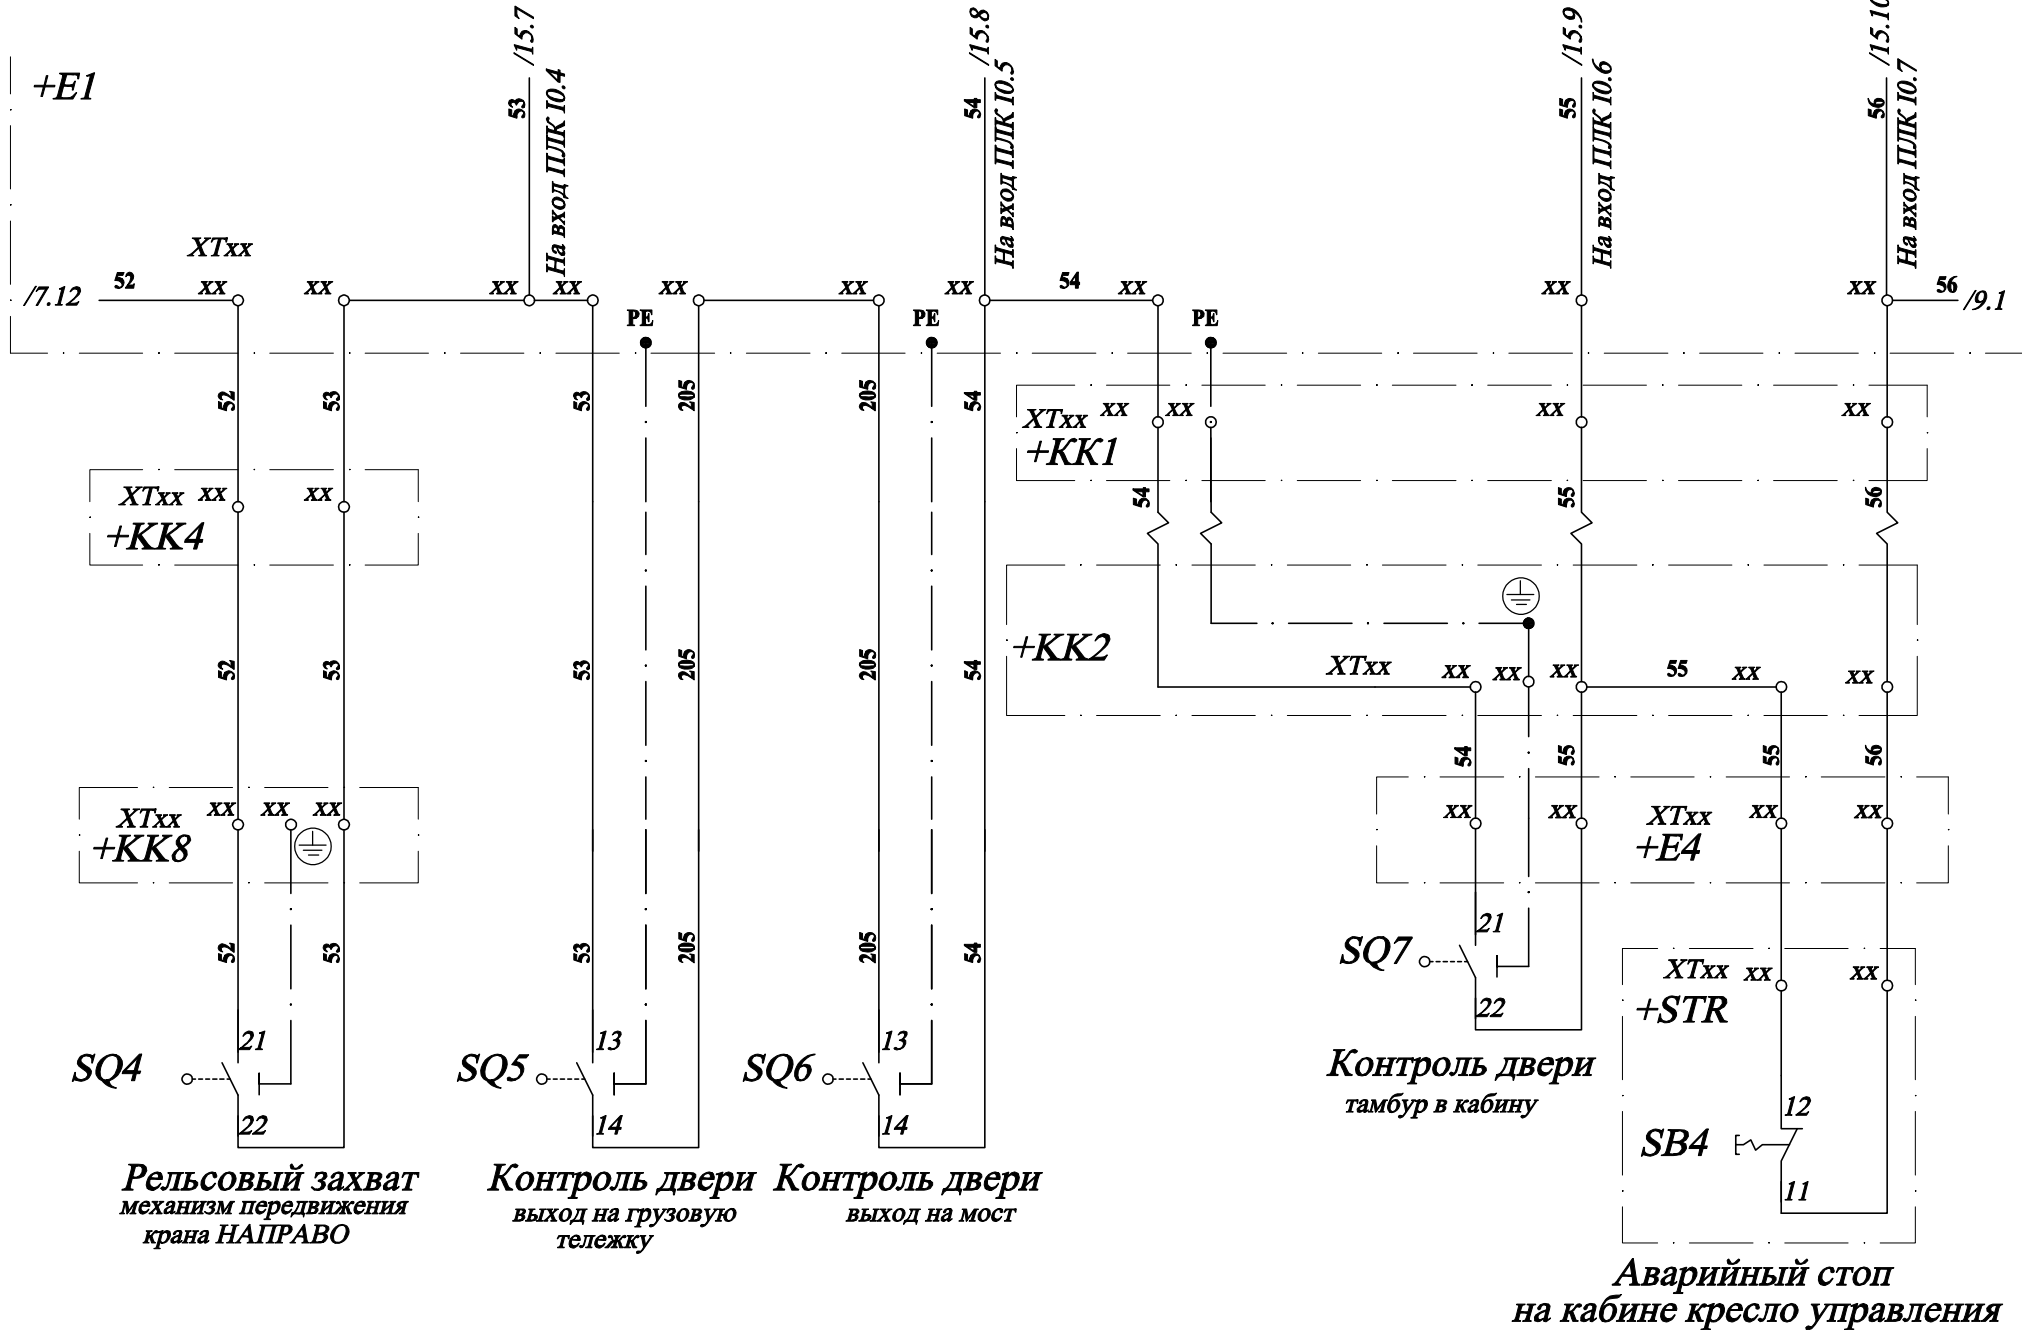 /15.7
/15.8
/15.9
/15.10
+E1
53
На вход ПЛК I0.4
54
На вход ПЛК I0.5
55
На вход ПЛК I0.6
56
На вход ПЛК I0.7
XTxx
/7.12
52
xx
xx
xx
xx
xx
xx
xx
54
xx
xx
xx
56
/9.1
PE
PE
PE
52
53
53
205
205
54
XTxx
xx
xx
xx
xx
+KK1
XTxx
xx
xx
+KK4
54
55
56
52
53
53
205
205
54
+KK2
XTxx
xx
xx
xx
55
xx
xx
54
55
55
56
XTxx
xx
xx
xx
+KK8
xx
xx
XTxx
xx
+E4
52
53
53
205
205
54
SQ7
21
22
XTxx
xx
xx
+STR
SQ4
21
22
SQ5
13
14
SQ6
13
14
Контроль двери
тамбур в кабину
12
SB4
11
Рельсовый захват
механизм передвижения
крана НАПРАВО
Контроль двери
выход на грузовую
тележку
Контроль двери
выход на мост
Аварийный стоп
на кабине кресло управления